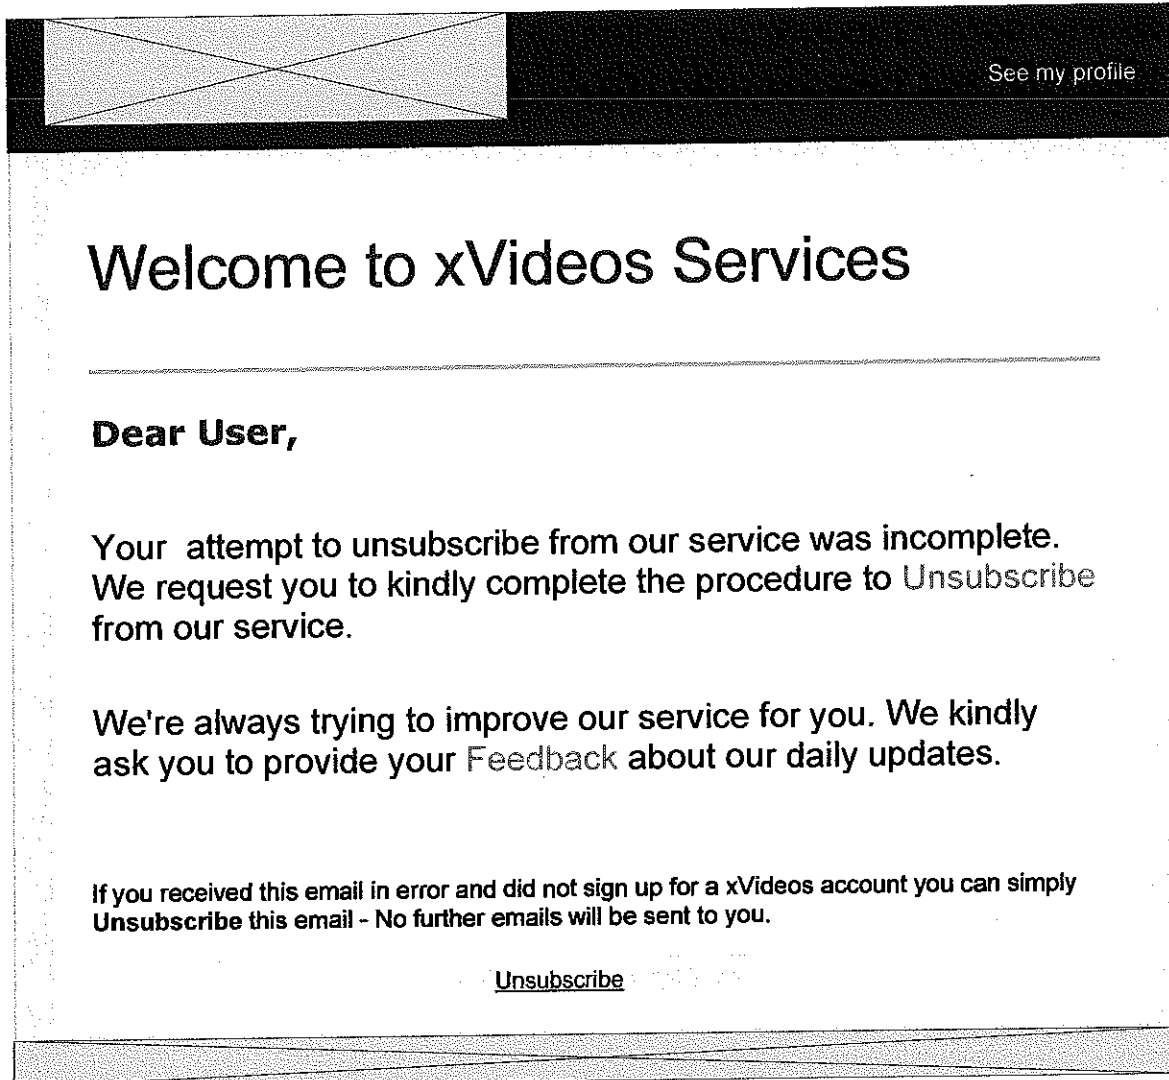 See my profile
Welcome to xVideos Services
Dear User,
Your  attempt to unsubscribe from our service was incomplete.
We request you to kindly complete the procedure to Unsubscribe
from our service.
We're always trying to improve our service for you. We kindly
ask you to provide your Feedback about our daily updates.
If you received this email in error and did not sign up for a xVideos account you can simply
Unsubscribe this email - No further emails will be sent to you.
Unsubscribe